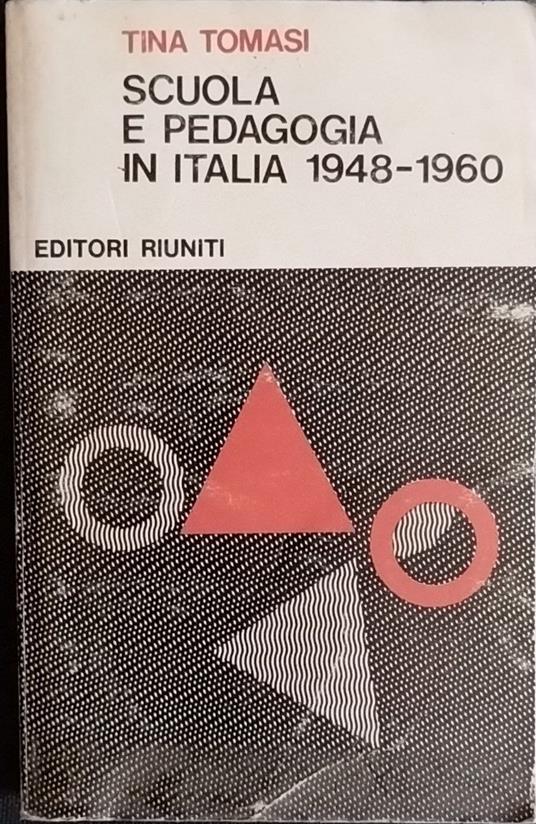 TINA TOMASI
SCUOLA
E PEDAGOGIA
IN ITALIA 1948-1960
EDITORI RIUNITI